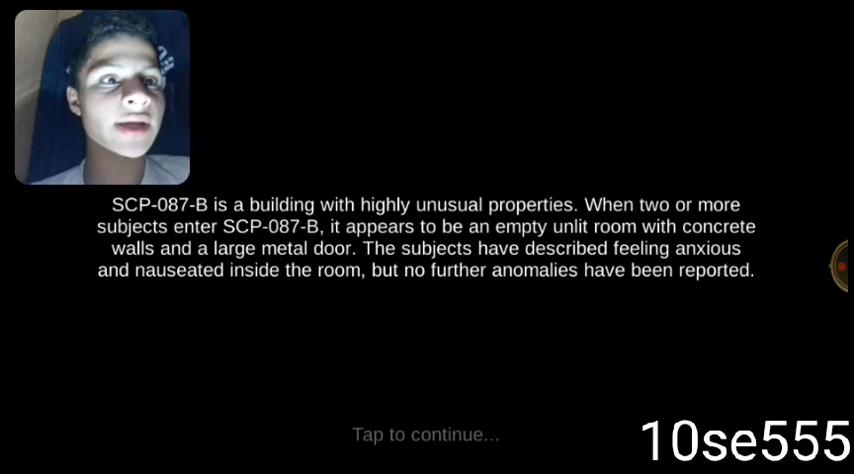 SCP-087-B is a building with highly unusual properties. When two or more
subjects enter SCP-087-B, it appears to be an empty unlit room with concrete
walls and a large metal door. The subjects have described feeling anxious
and nauseated inside the room, but no further anomalies have been reported.
Tap to continue...
10se555